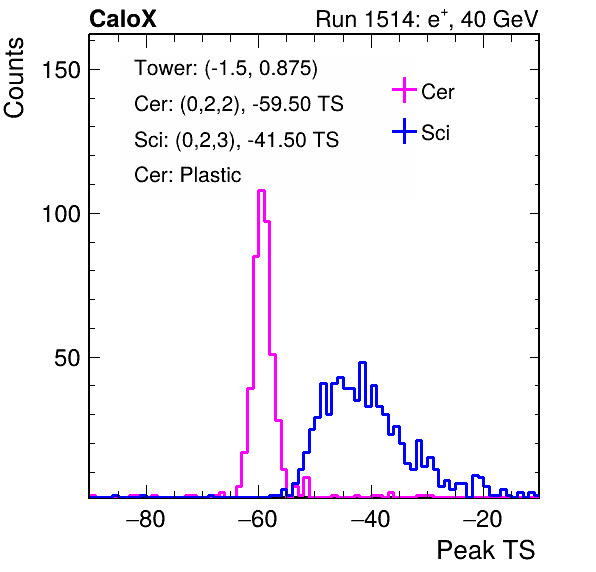 CaloX Run 1514: e+, 40 GeV
Counts
Tower: (-1.5, 0.875)
Cer: (0,2,2), -59.50 TS
Sci: (0,2,3), -41.50 TS
Cer: Plastic
Cer
Sci
150
100
50
−80 −60 −40 −20
Peak TS